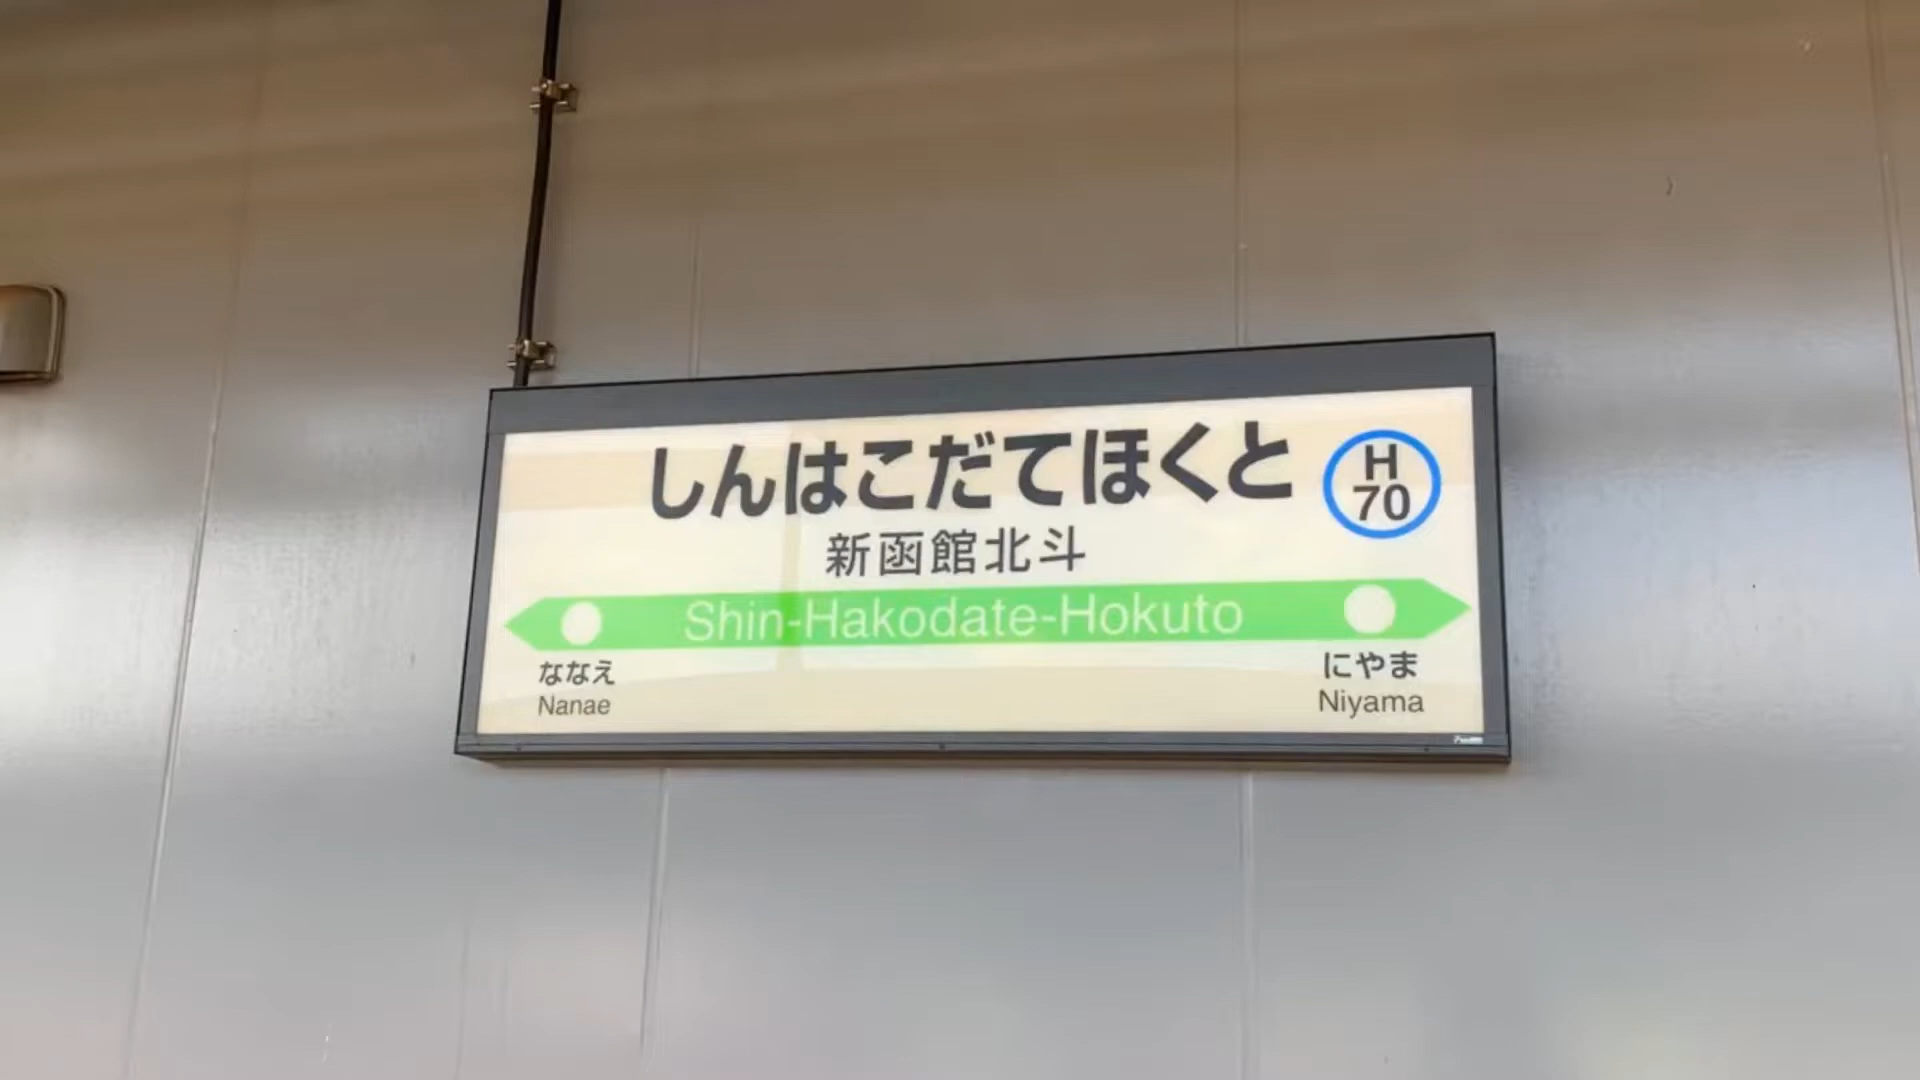 しんはこだてほくと
H
70
新函館北斗
Shin-Hakodate-Hokuto
ななえ
Nanae
にやま
Niyama